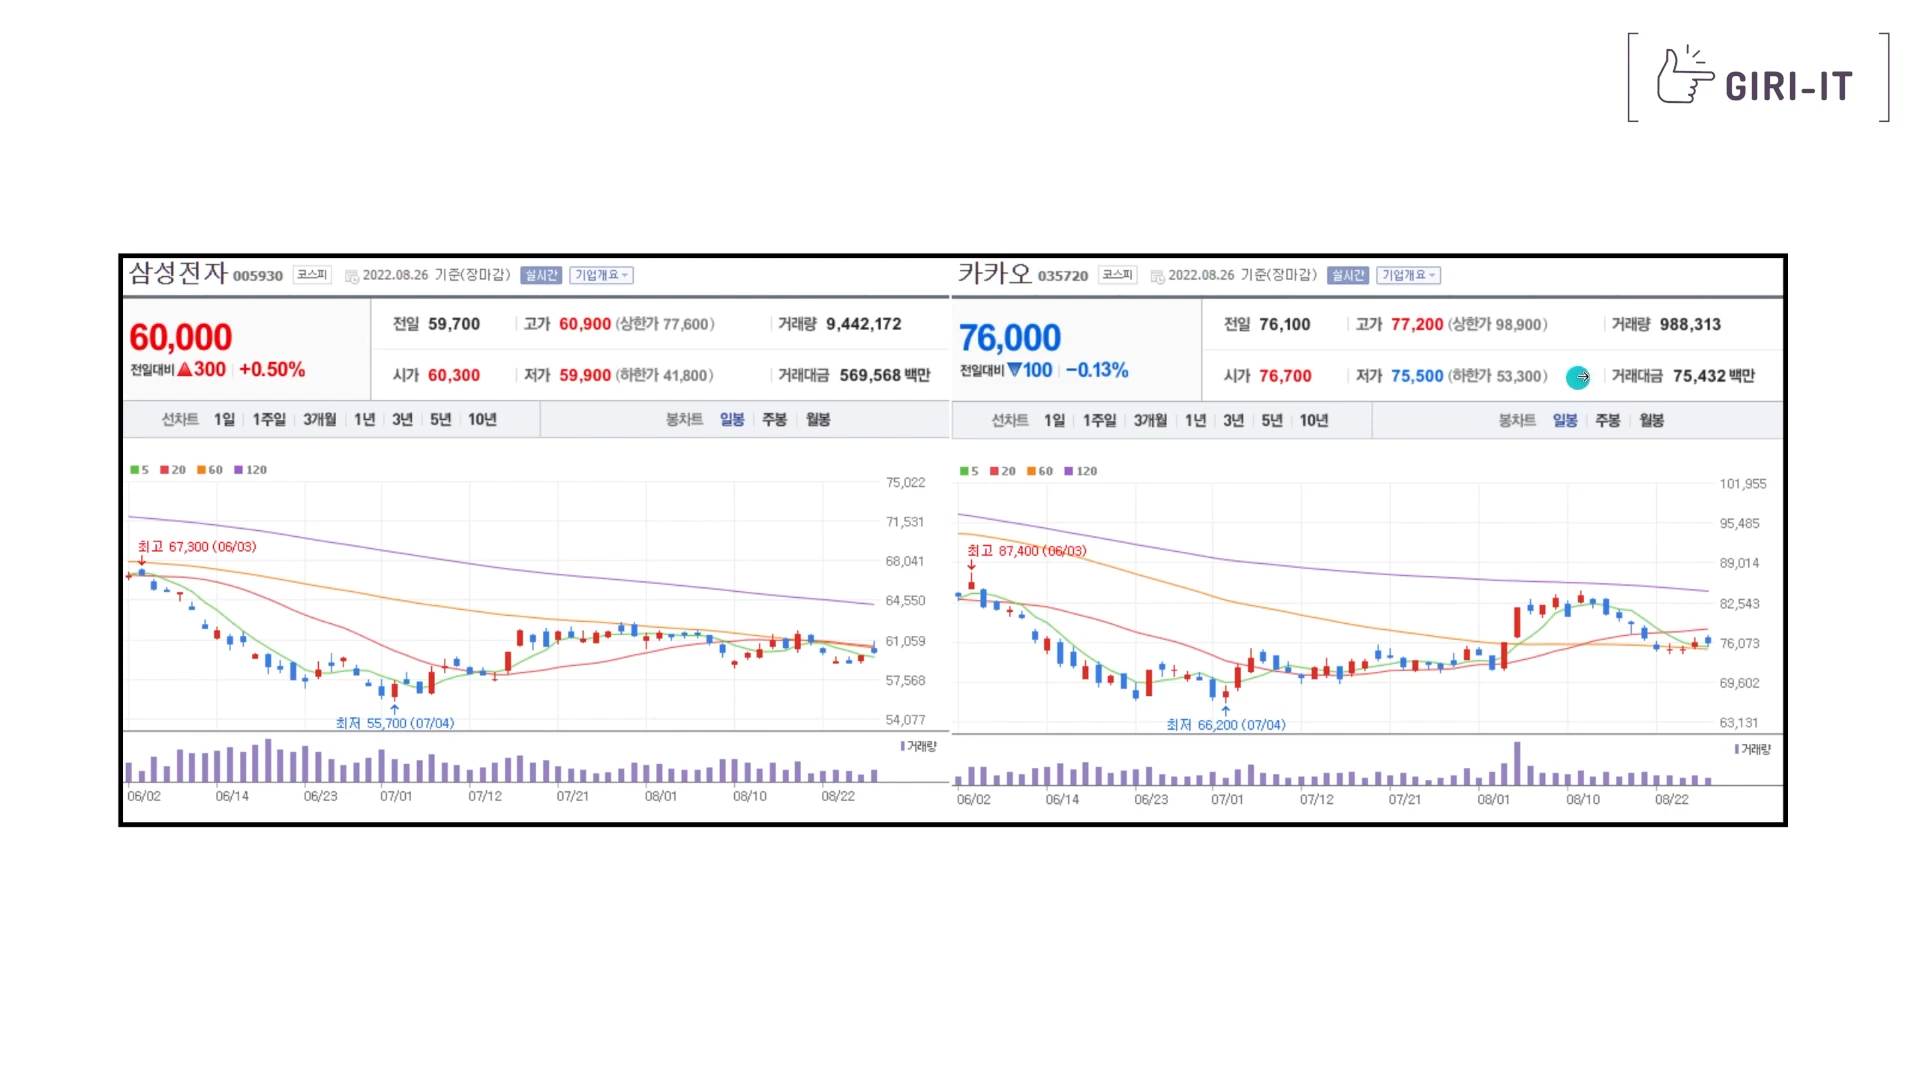 GIRI-IT
삼성전자 005930 코스피 2022.08.26 기준(장마감) 실시간 기업개요
60,000
전일대비 ▲300 +0.50%
전일 59,700 고가 60,900 (상한가 77,600) 거래량 9,442,172
시가 60,300 저가 59,900 (하한가 41,800) 거래대금 569,568 백만
선차트 1일 1주일 3개월 1년 3년 5년 10년 봉차트 일봉 주봉 월봉
5 20 60 120
75,022
71,531
최고 67,300 (06/03)
68,041
64,550
61,059
57,568
54,077
최저 55,700 (07/04)
거래량
06/02 06/14 06/23 07/01 07/12 07/21 08/01 08/10 08/22
카카오 035720 코스피 2022.08.26 기준(장마감) 실시간 기업개요
76,000
전일대비 ▼100 -0.13%
전일 76,100 고가 77,200 (상한가 98,900) 거래량 988,313
시가 76,700 저가 75,500 (하한가 53,300) 거래대금 75,432 백만
선차트 1일 1주일 3개월 1년 3년 5년 10년 봉차트 일봉 주봉 월봉
5 20 60 120
101,955
95,485
최고 87,400 (06/03)
89,014
82,543
76,073
69,602
63,131
최저 66,200 (07/04)
거래량
06/02 06/14 06/23 07/01 07/12 07/21 08/01 08/10 08/22